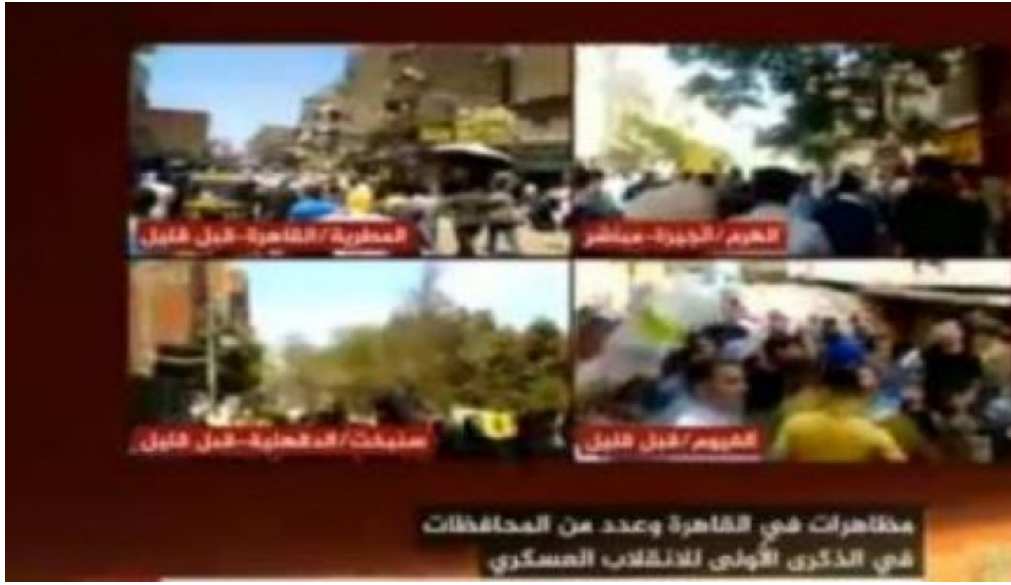 المطرية/القاهرة-قبل قليل
الهرم/الجيزة-مباشر
سنبخت/الدقهلية-قبل قليل
الفيوم/قبل قليل
مظاهرات في القاهرة وعدد من المحافظات
في الذكرى الأولى للانقلاب العسكري